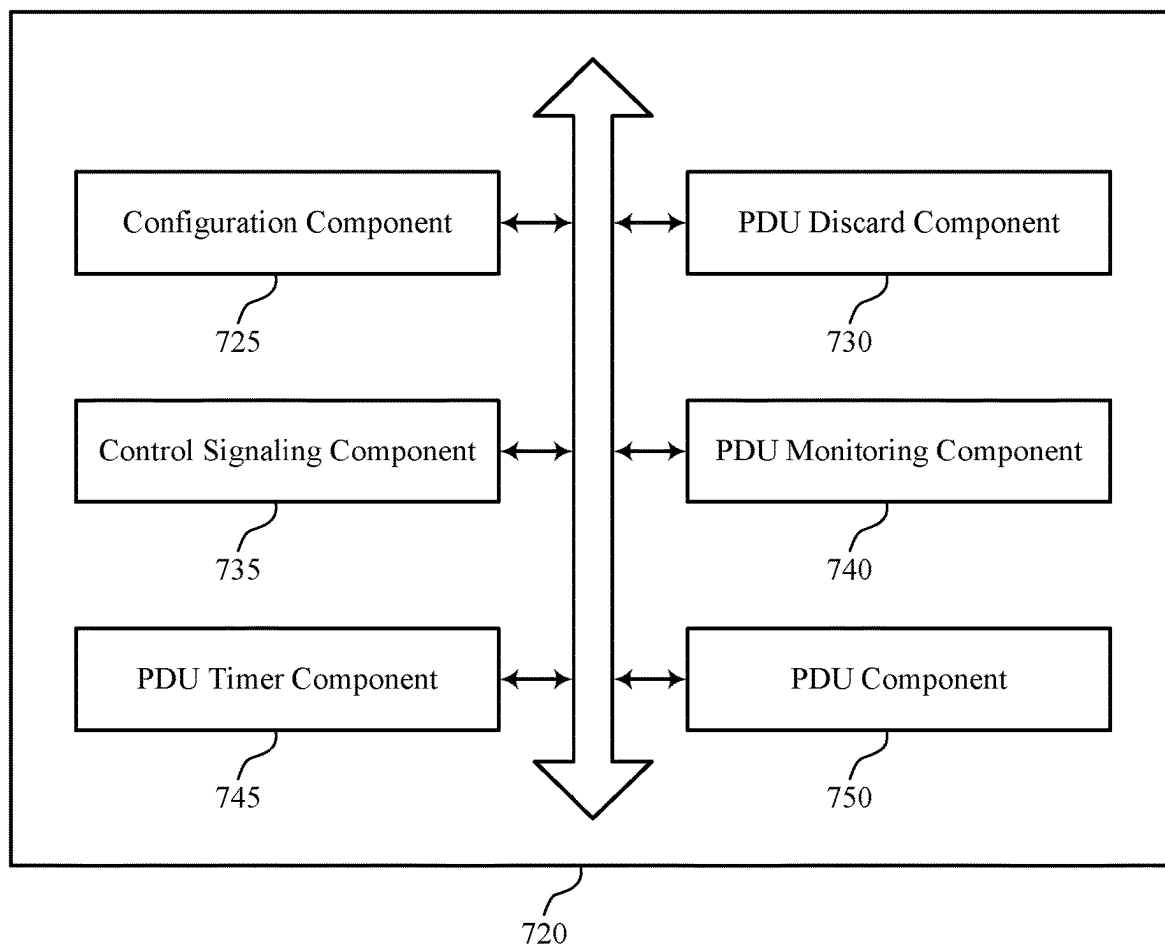 Configuration Component
PDU Discard Component
725
730
Control Signaling Component
PDU Monitoring Component
735
740
PDU Timer Component
PDU Component
745
750
720